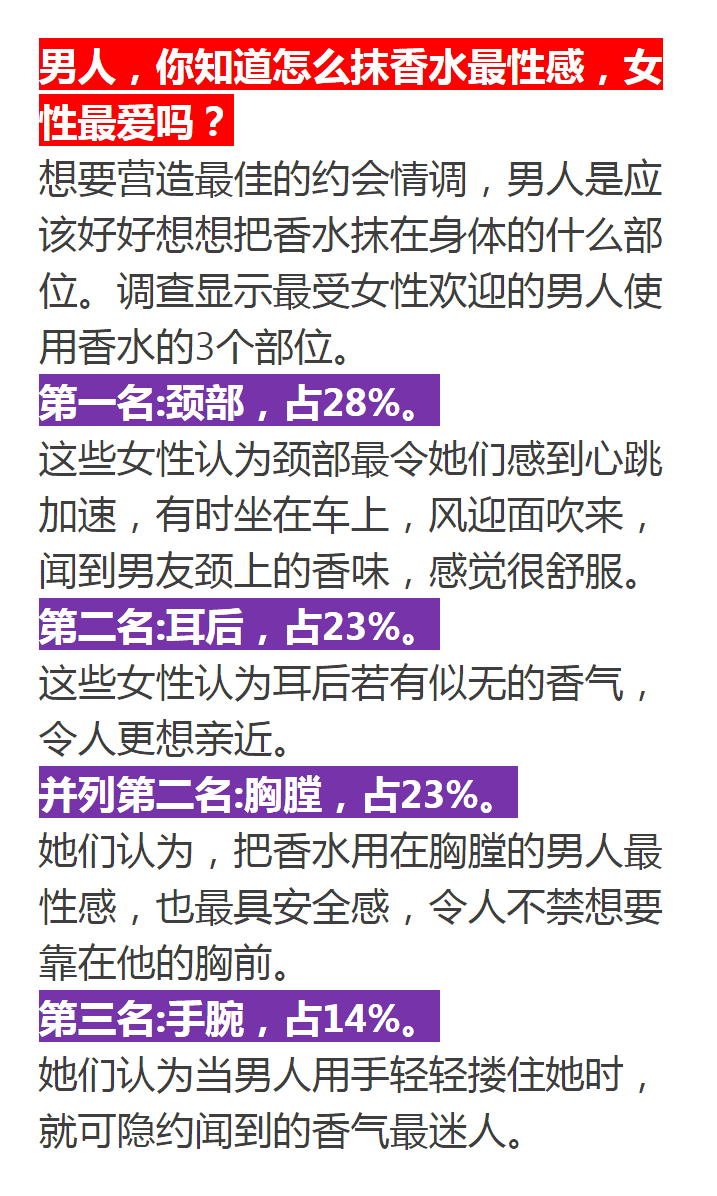 男人，你知道怎么抹香水最性感，女
性最爱吗？
想要营造最佳的约会情调，男人是应
该好好想想把香水抹在身体的什么部
位。调查显示最受女性欢迎的男人使
用香水的3个部位。
第一名:颈部，占28%。
这些女性认为颈部最令她们感到心跳
加速，有时坐在车上，风迎面吹来，
闻到男友颈上的香味，感觉很舒服。
第二名:耳后，占23%。
这些女性认为耳后若有似无的香气，
令人更想亲近。
并列第二名:胸膛，占23%。
她们认为，把香水用在胸膛的男人最
性感，也最具安全感，令人不禁想要
靠在他的胸前。
第三名:手腕，占14%。
她们认为当男人用手轻轻搂住她时，
就可隐约闻到的香气最迷人。